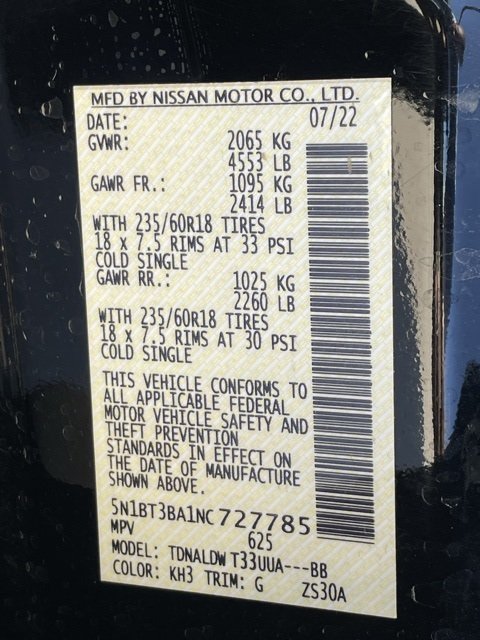 MFD BY NISSAN MOTOR CO., LTD.
DATE: 07/22
GVWR: 2065 KG
4553 LB
GAWR FR.: 1095 KG
2414 LB
WITH 235/60R18 TIRES
18 x 7.5 RIMS AT 33 PSI
COLD SINGLE
GAWR RR.: 1025 KG
2260 LB
WITH 235/60R18 TIRES
18 x 7.5 RIMS AT 30 PSI
COLD SINGLE
THIS VEHICLE CONFORMS TO
ALL APPLICABLE FEDERAL
MOTOR VEHICLE SAFETY AND
THEFT PREVENTION
STANDARDS IN EFFECT ON
THE DATE OF MANUFACTURE
SHOWN ABOVE.
5N1BT3BA1NC727785
MPV 625
MODEL: TDNALDW T33UUA---BB
COLOR: KH3 TRIM: G ZS30A